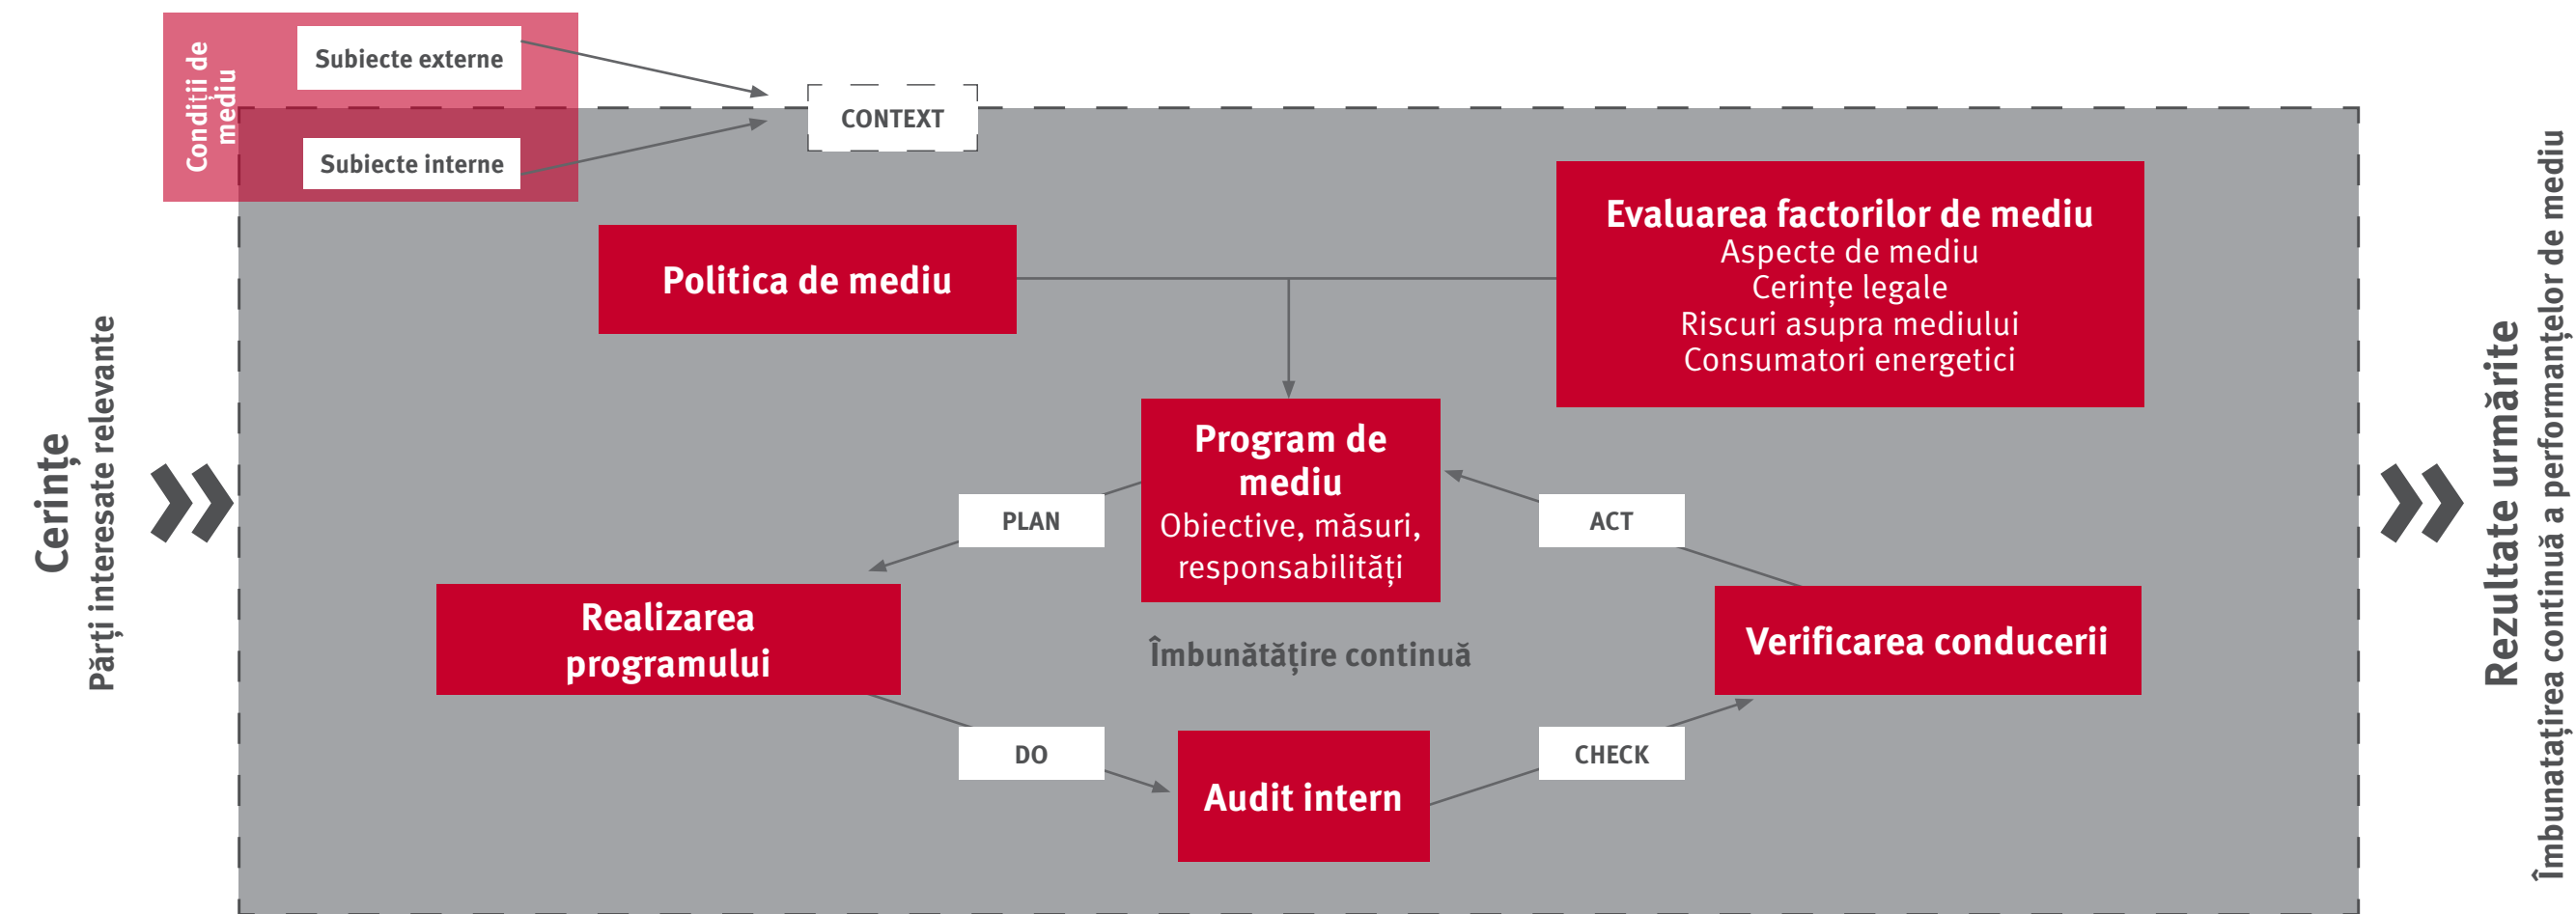 Condiții de
mediu
Subiecte externe
Subiecte interne
CONTEXT
Cerințe
Părți interesate relevante
Politica de mediu
Evaluarea factorilor de mediu
Aspecte de mediu
Cerințe legale
Riscuri asupra mediului
Consumatori energetici
Program de
mediu
Obiective, măsuri,
responsabilități
PLAN
ACT
Realizarea
programului
Îmbunătățire continuă
Verificarea conducerii
DO
CHECK
Audit intern
Rezultate urmărite
Îmbunatațirea continuă a performanțelor de mediu